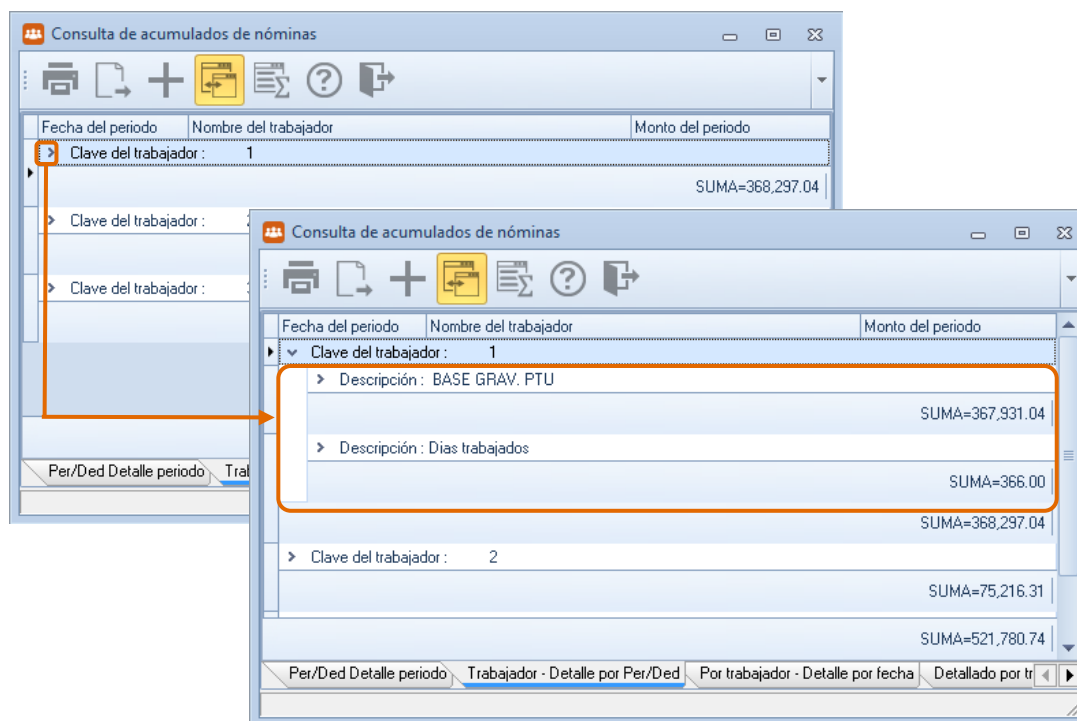 Consulta de acumulados de nóminas
Fecha del periodo Nombre del trabajador Monto del periodo
Clave del trabajador : 1
SUMA=368,297.04
Clave del trabajador :
Clave del trabajador :
Per/Ded Detalle periodo
Consulta de acumulados de nóminas
Fecha del periodo Nombre del trabajador Monto del periodo
Clave del trabajador : 1
Descripción : BASE GRAV. PTU
SUMA=367,931.04
Descripción : Dias trabajados
SUMA=366.00
SUMA=368,297.04
Clave del trabajador : 2
SUMA=75,216.31
SUMA=521,780.74
Per/Ded Detalle periodo Trabajador - Detalle por Per/Ded Por trabajador - Detalle por fecha Detallado por tr